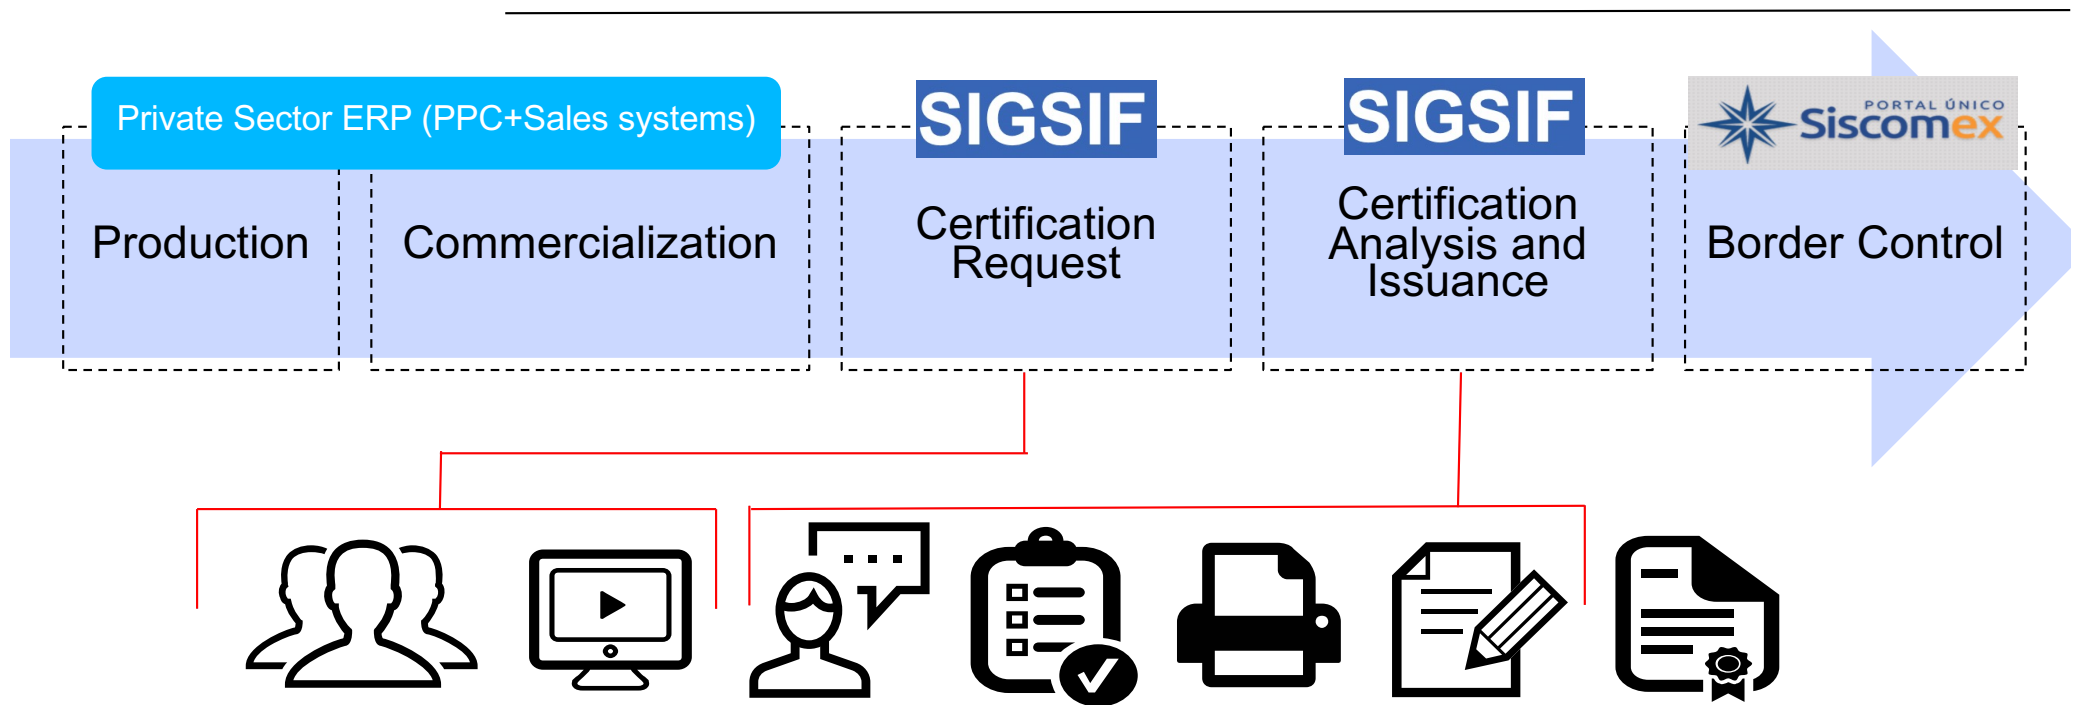 Private Sector ERP (PPC+Sales systems)
SIGSIF
SIGSIF
PORTAL ÚNICO
Siscomex
Production
Commercialization
Certification
Request
Certification
Analysis and
Issuance
Border Control